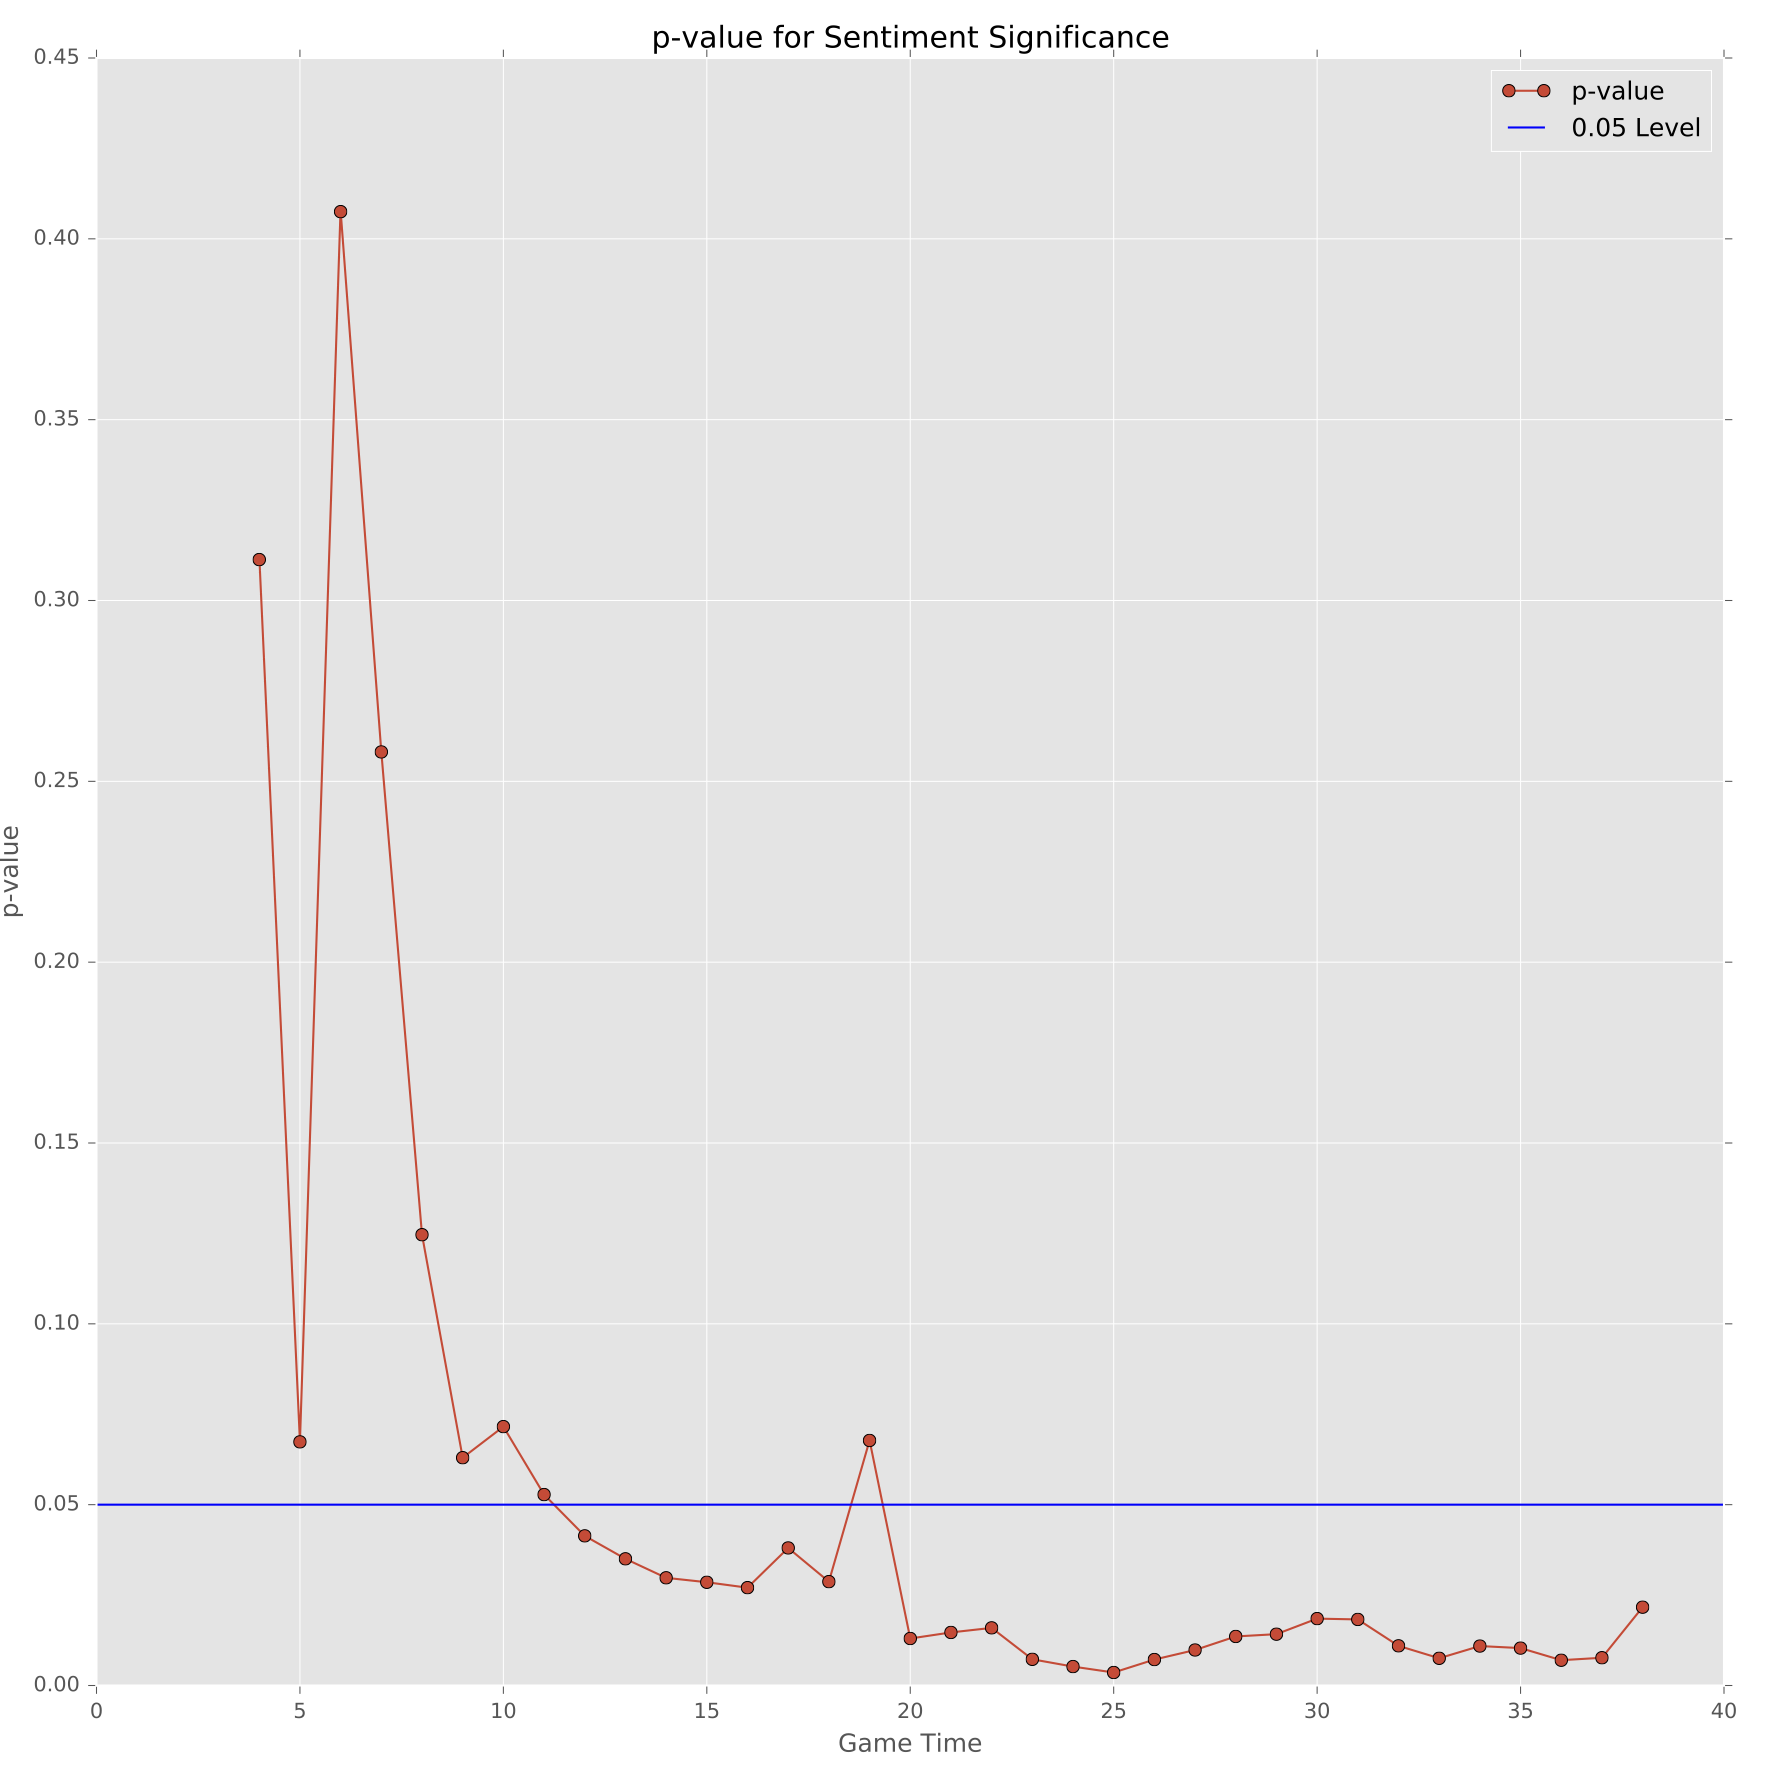 p-value for Sentiment Significance
p-value
0.05 Level
0.45
0.40
0.35
0.30
0.25
0.20
0.15
0.10
0.05
0.00
p-value
0 5 10 15 20 25 30 35 40
Game Time